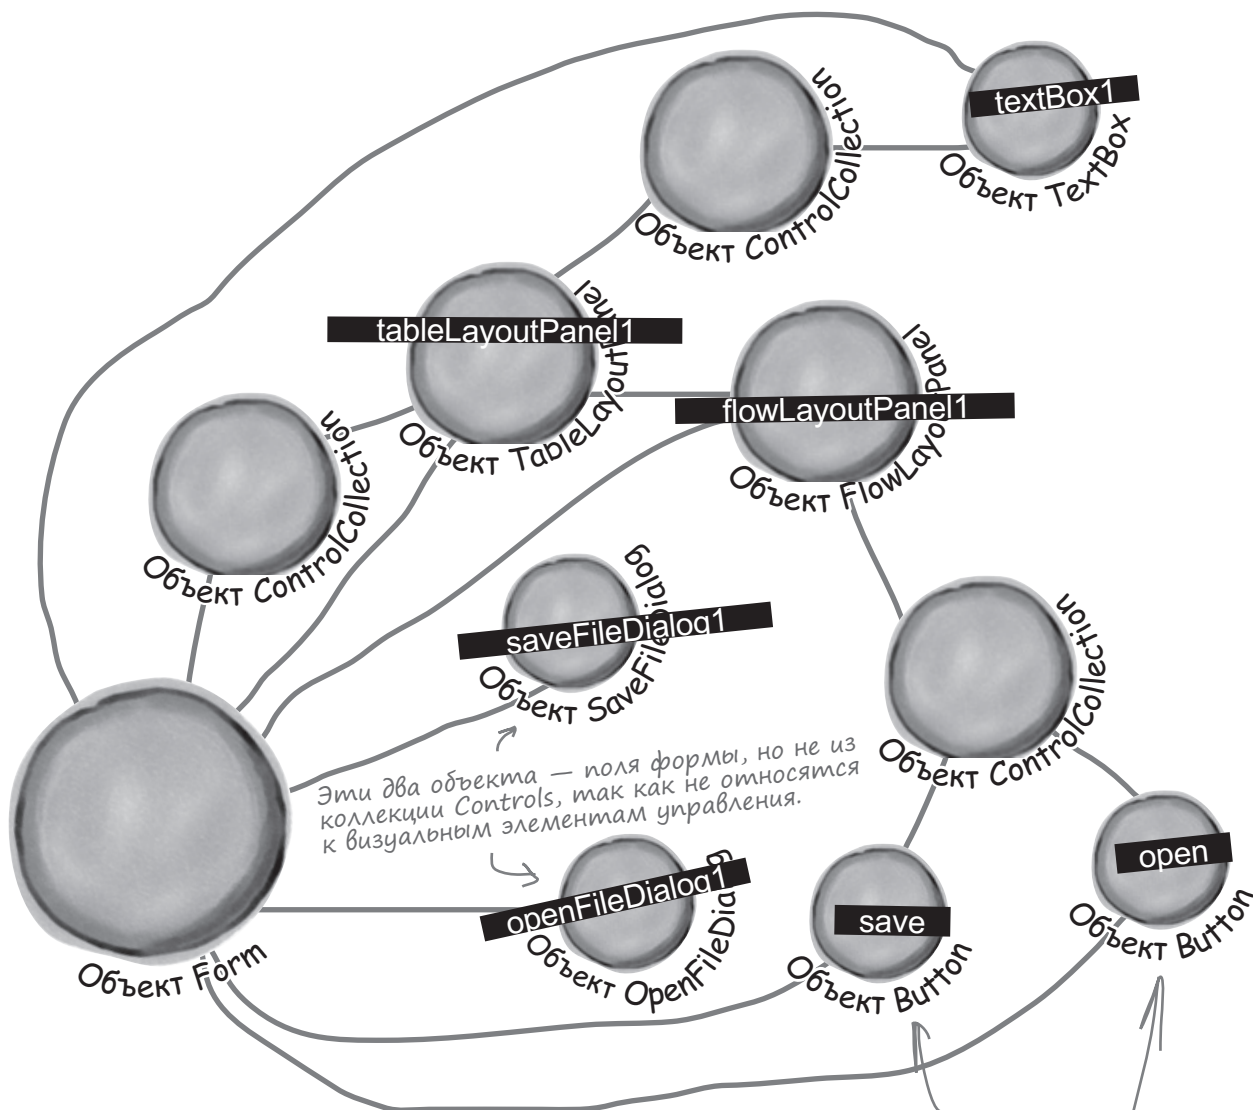 textBox1
Объект TextBox
Объект ControlCollection
tableLayoutPanel1
Объект TableLayoutPanel
flowLayoutPanel1
Объект FlowLayoutPanel
Объект ControlCollection
saveFileDialog1
Объект SaveFileDialog
Объект ControlCollection
Эти два объекта — поля формы, но не из
коллекции Controls, так как не относятся
к визуальным элементам управления.
openFileDialog1
Объект OpenFileDialog
save
Объект Button
open
Объект Button
Объект Form